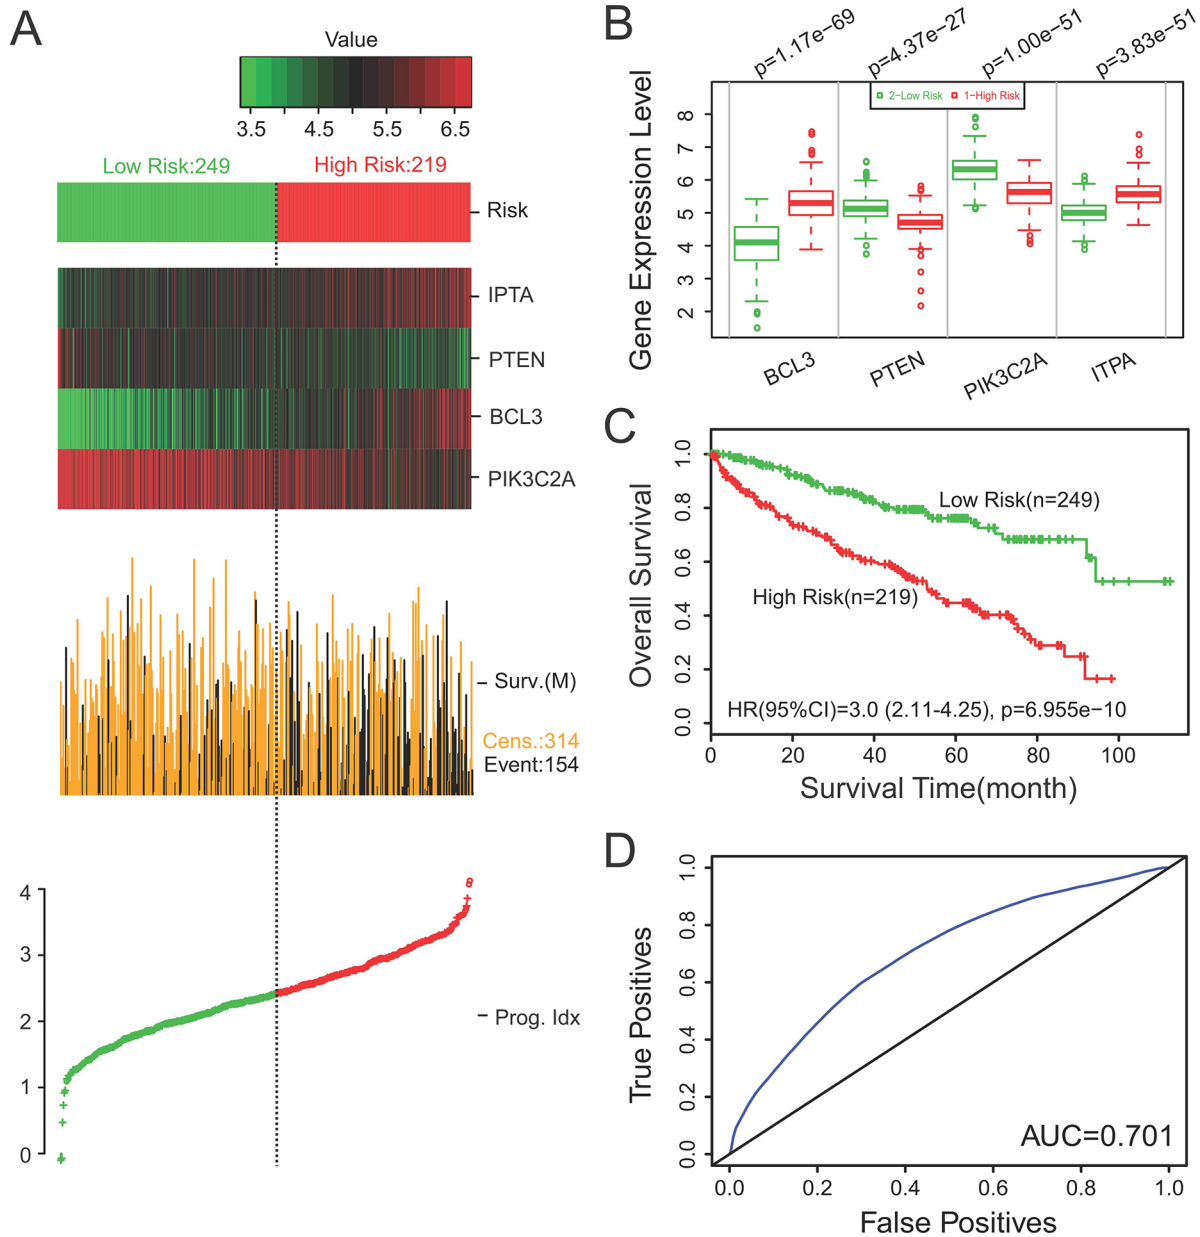 A
Value
3.5 4.5 5.5 6.5
Low Risk:249 High Risk:219
Risk
IPTA
PTEN
BCL3
PIK3C2A
Surv.(M)
Cens.:314
Event:154
4
3
2
1
0
Prog. Idx
B
p=1.17e−69 p=4.37e−27 p=1.00e−51 p=3.83e−51
2−Low Risk 1−High Risk
Gene Expression Level
8
7
6
5
4
3
2
BCL3 PTEN PIK3C2A ITPA
C
Overall Survival
1.0
0.8
0.6
0.4
0.2
0.0
Low Risk(n=249)
High Risk(n=219)
HR(95%CI)=3.0 (2.11-4.25), p=6.955e−10
0 20 40 60 80 100
Survival Time(month)
D
True Positives
1.0
0.8
0.6
0.4
0.2
0.0
AUC=0.701
0.0 0.2 0.4 0.6 0.8 1.0
False Positives